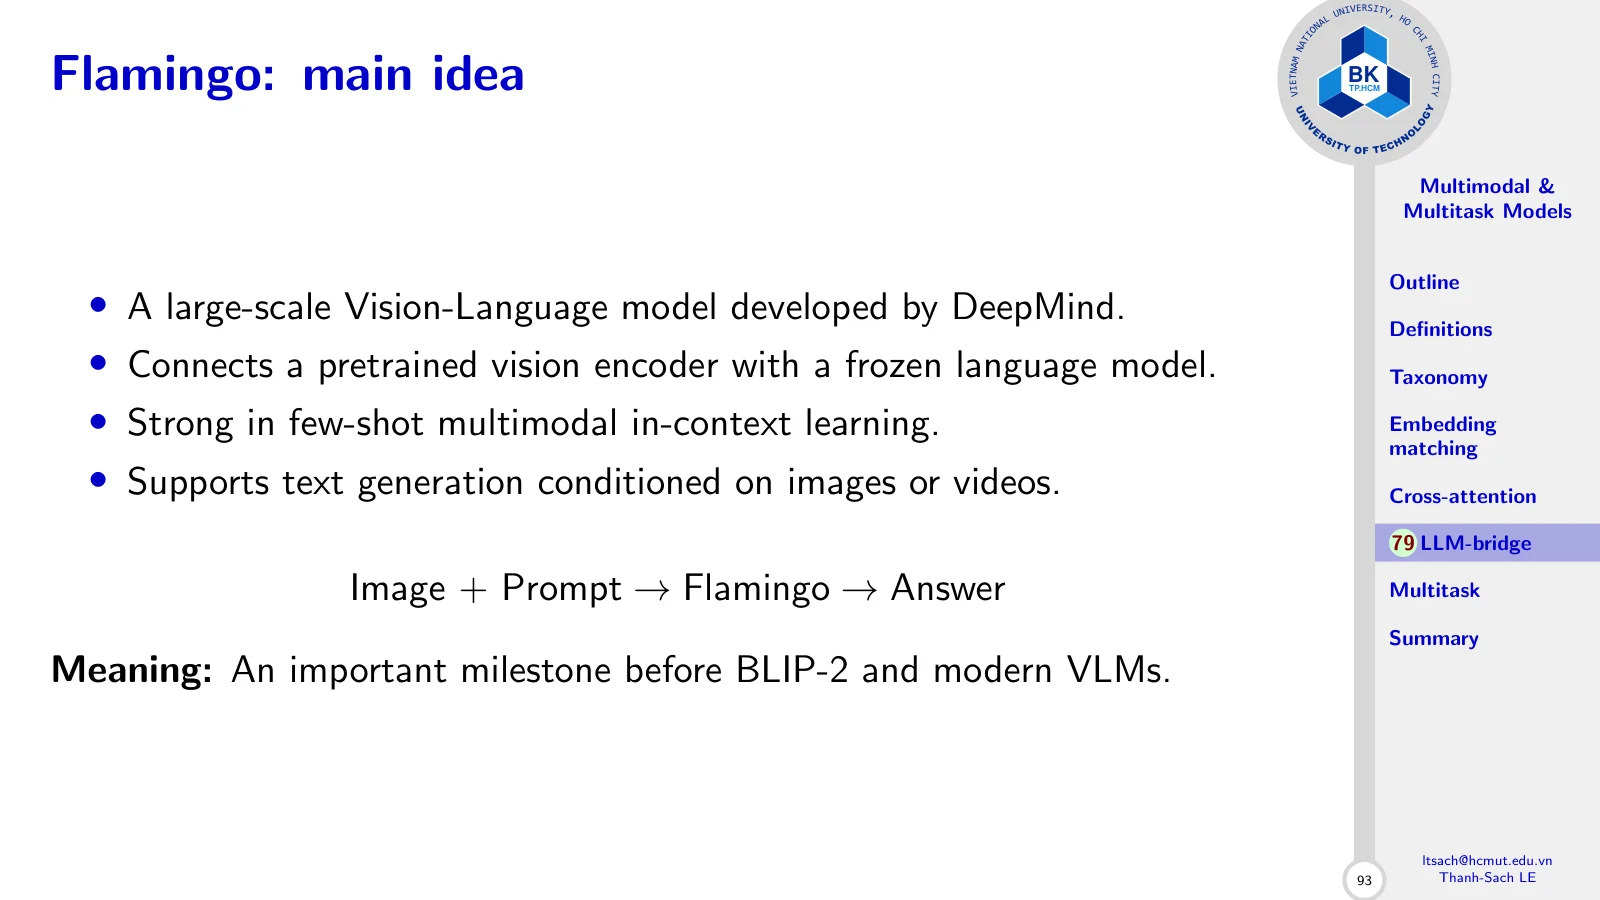 Flamingo: main idea
• A large-scale Vision-Language model developed by DeepMind.
• Connects a pretrained vision encoder with a frozen language model.
• Strong in few-shot multimodal in-context learning.
• Supports text generation conditioned on images or videos.
Image + Prompt → Flamingo → Answer
Meaning: An important milestone before BLIP-2 and modern VLMs.
VIETNAM NATIONAL UNIVERSITY, HO CHI MINH CITY
BK
TP.HCM
UNIVERSITY OF TECHNOLOGY
Multimodal &
Multitask Models
Outline
Definitions
Taxonomy
Embedding
matching
Cross-attention
79 LLM-bridge
Multitask
Summary
ltsach@hcmut.edu.vn
Thanh-Sach LE
93